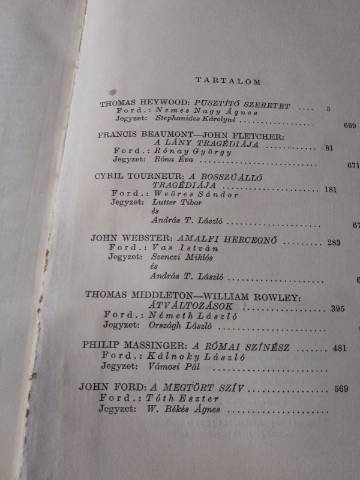 TARTALOM
THOMAS HEYWOOD: PUSZTÍTÓ SZERETET . . 5
Ford.: Nemes Nagy Ágnes
Jegyzet: Stephanides Károlyné 669
FRANCIS BEAUMONT—JOHN FLETCHER:
A LÁNY TRAGÉDIÁJA .................. 91
Ford.: Rónay György
Jegyzet: Róna Éva 671
CYRIL TOURNEUR: A BOSSZÚÁLLÓ
TRAGÉDIÁJA .................. 181
Ford.: Weöres Sándor
Jegyzet: Lutter Tibor
és
András T. László
JOHN WEBSTER: AMALFI HERCEGNŐ ...... 283
Ford.: Vas István
Jegyzet: Szenczi Miklós
és
András T. László
THOMAS MIDDLETON—WILLIAM ROWLEY:
ÁTVÁLTOZÁSOK .................. 395
Ford.: Németh László
Jegyzet: Országh László
PHILIP MASSINGER: A RÓMAI SZÍNÉSZ ...... 481
Ford.: Kálnoky László
Jegyzet: Vámosi Pál
JOHN FORD: A MEGTÖRT SZÍV .................. 569
Ford.: Tóth Eszter
Jegyzet: W. Békés Ágnes